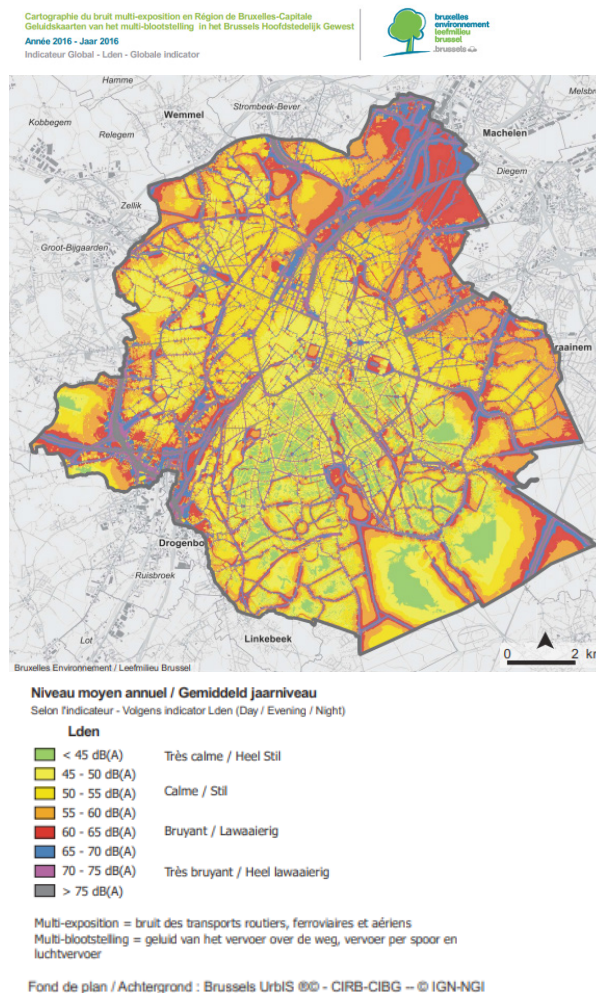 Cartographie du bruit multi-exposition en Région de Bruxelles-Capitale
Geluidskaarten van het multi-blootstelling in het Brussels Hoofdstedelijk Gewest
Année 2016 - Jaar 2016
Indicateur Global - Lden - Globale indicator
bruxelles
environnement
leefmilieu
brussel
.brussels
Hamme
Melsbr
Wemmel
Strombeek-Bever
Kobbegem
Relegem
Machelen
Diegem
Zellik
Groot-Bijgaarden
raainem
Drogenbo
Ruisbroek
Lot
Linkebeek
0 2 km
Bruxelles Environnement / Leefmilieu Brussel
Niveau moyen annuel / Gemiddeld jaarniveau
Selon l'indicateur - Volgens indicator Lden (Day / Evening / Night)
Lden
< 45 dB(A) Très calme / Heel Stil
45 - 50 dB(A)
50 - 55 dB(A) Calme / Stil
55 - 60 dB(A)
60 - 65 dB(A) Bruyant / Lawaaierig
65 - 70 dB(A)
70 - 75 dB(A) Très bruyant / Heel lawaaierig
> 75 dB(A)
Multi-exposition = bruit des transports routiers, ferroviaires et aériens
Multi-blootstelling = geluid van het vervoer over de weg, vervoer per spoor en
luchtvervoer
Fond de plan / Achtergrond : Brussels UrbIS ®© - CIRB-CIBG -- © IGN-NGI